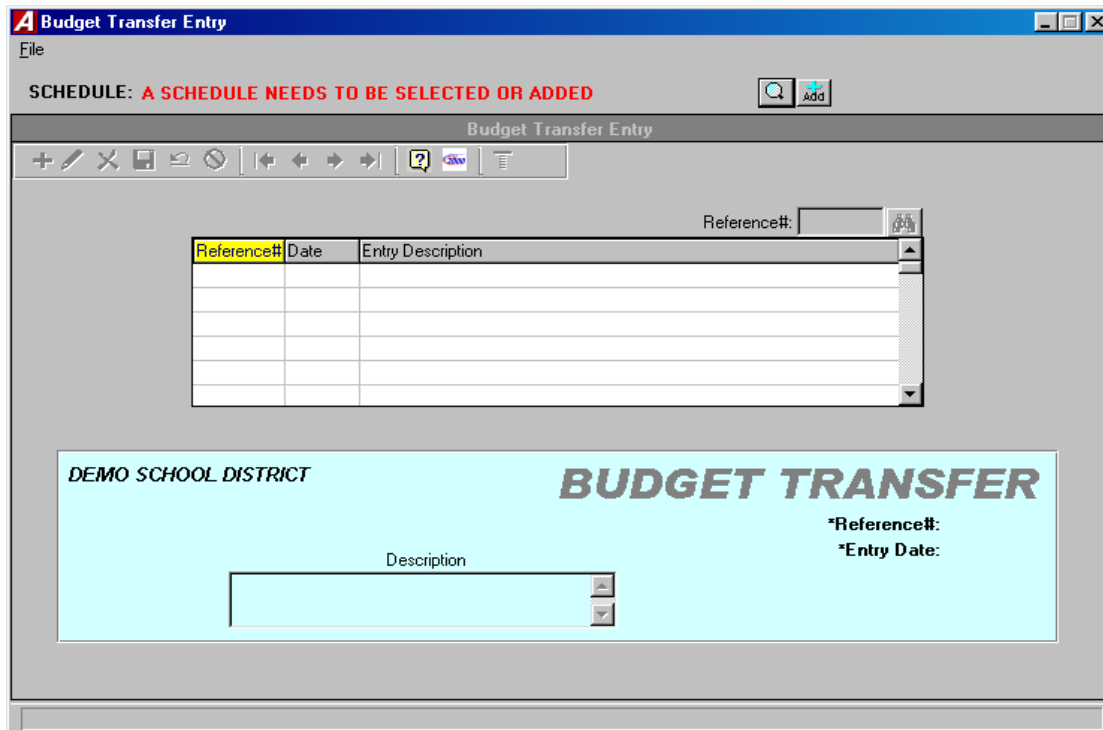 Budget Transfer Entry
File
SCHEDULE: A SCHEDULE NEEDS TO BE SELECTED OR ADDED
Add
Budget Transfer Entry
Reference#:
Reference# Date Entry Description
DEMO SCHOOL DISTRICT
BUDGET TRANSFER
*Reference#:
*Entry Date:
Description